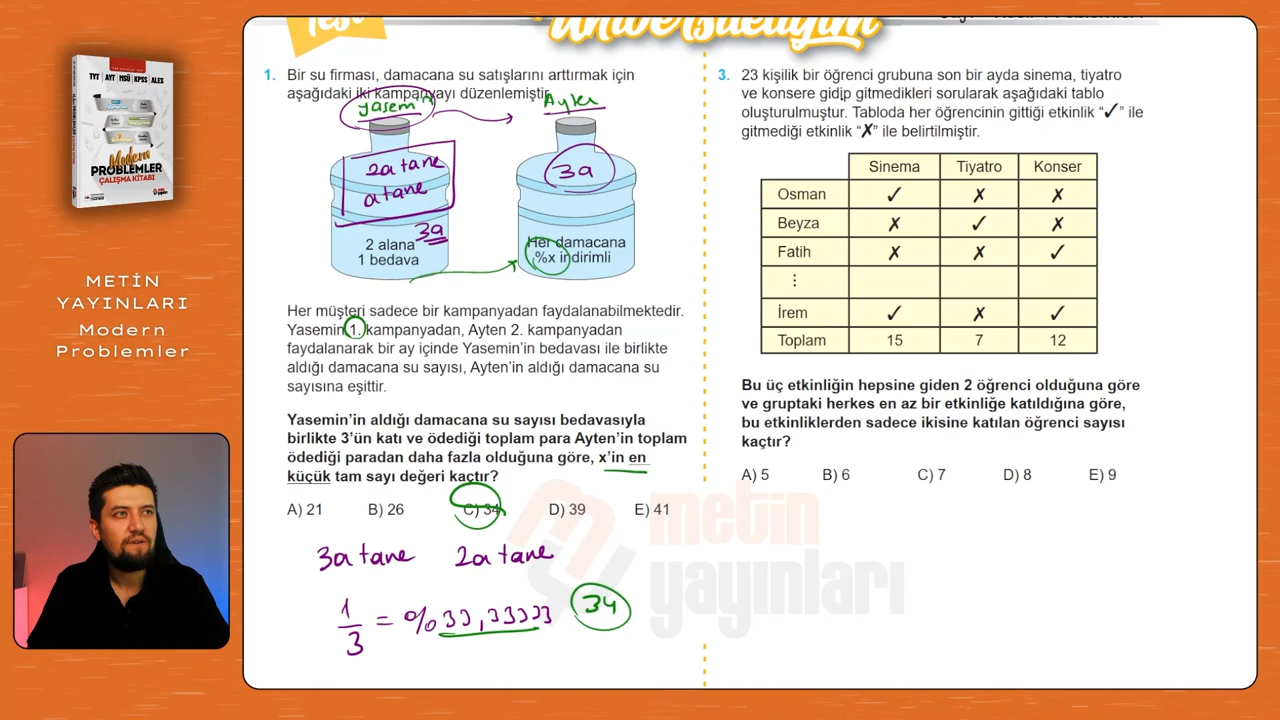 Test
Üniversiteliyim
TYT | AYT | MSÜ | KPSS | ALES
Modern
PROBLEMLER
ÇALIŞMA KİTABI
METİN
YAYINLARI
Modern
Problemler
1. Bir su firması, damacana su satışlarını arttırmak için
aşağıdaki iki kampanyayı düzenlemiştir.
yasemin
2a tane
a tane
3a
2 alana
1 bedava
3a
Her damacana
%x indirimli
Her müşteri sadece bir kampanyadan faydalanabilmektedir.
Yasemin 1. kampanyadan, Ayten 2. kampanyadan
faydalanarak bir ay içinde Yasemin'in bedavası ile birlikte
aldığı damacana su sayısı, Ayten'in aldığı damacana su
sayısına eşittir.
Yasemin'in aldığı damacana su sayısı bedavasıyla
birlikte 3'ün katı ve ödediği toplam para Ayten'in toplam
ödediği paradan daha fazla olduğuna göre, x'in en
küçük tam sayı değeri kaçtır?
A) 21 B) 26 C) 34 D) 39 E) 41
3a tane 2a tane
1/3 = %33,33333 34
3. 23 kişilik bir öğrenci grubuna son bir ayda sinema, tiyatro
ve konsere gidip gitmedikleri sorularak aşağıdaki tablo
oluşturulmuştur. Tabloda her öğrencinin gittiği etkinlik "✓" ile
gitmediği etkinlik "✗" ile belirtilmiştir.
Sinema Tiyatro Konser
Osman ✓ ✗ ✗
Beyza ✗ ✓ ✗
Fatih ✗ ✗ ✓
⋮
İrem ✓ ✗ ✓
Toplam 15 7 12
Bu üç etkinliğin hepsine giden 2 öğrenci olduğuna göre
ve gruptaki herkes en az bir etkinliğe katıldığına göre,
bu etkinliklerden sadece ikisine katılan öğrenci sayısı
kaçtır?
A) 5 B) 6 C) 7 D) 8 E) 9
metin
yayınları